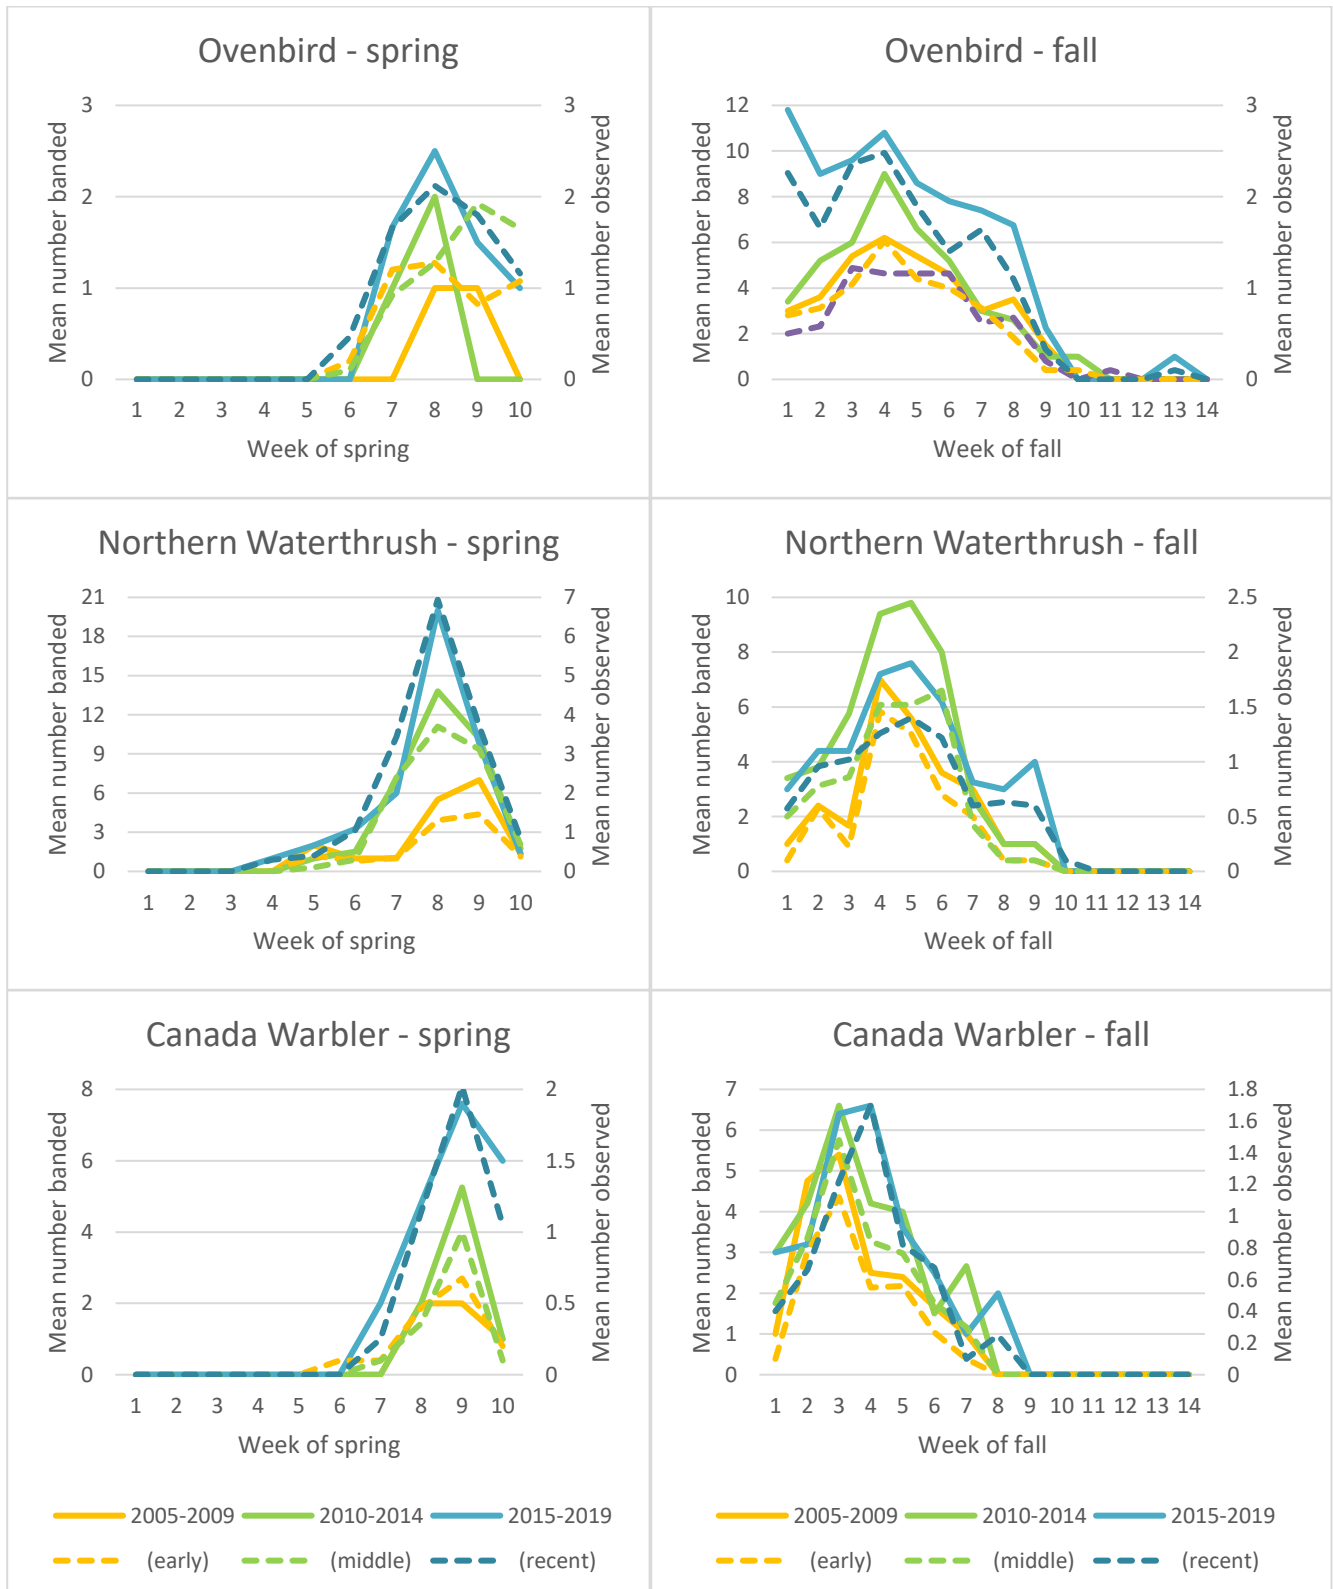 Ovenbird - spring
3
2
1
0
3
2
1
0
Mean number banded
Mean number observed
1 2 3 4 5 6 7 8 9 10
Week of spring
Ovenbird - fall
12
10
8
6
4
2
0
3
2
1
0
Mean number banded
Mean number observed
1 2 3 4 5 6 7 8 9 10 11 12 13 14
Week of fall
Northern Waterthrush - spring
21
18
15
12
9
6
3
0
7
6
5
4
3
2
1
0
Mean number banded
Mean number observed
1 2 3 4 5 6 7 8 9 10
Week of spring
Northern Waterthrush - fall
10
8
6
4
2
0
2.5
2
1.5
1
0.5
0
Mean number banded
Mean number observed
1 2 3 4 5 6 7 8 9 10 11 12 13 14
Week of fall
Canada Warbler - spring
8
6
4
2
0
2
1.5
1
0.5
0
Mean number banded
Mean number observed
1 2 3 4 5 6 7 8 9 10
Week of spring
Canada Warbler - fall
7
6
5
4
3
2
1
0
1.8
1.6
1.4
1.2
1
0.8
0.6
0.4
0.2
0
Mean number banded
Mean number observed
1 2 3 4 5 6 7 8 9 10 11 12 13 14
Week of fall
2005-2009 2010-2014 2015-2019
(early) (middle) (recent)
2005-2009 2010-2014 2015-2019
(early) (middle) (recent)